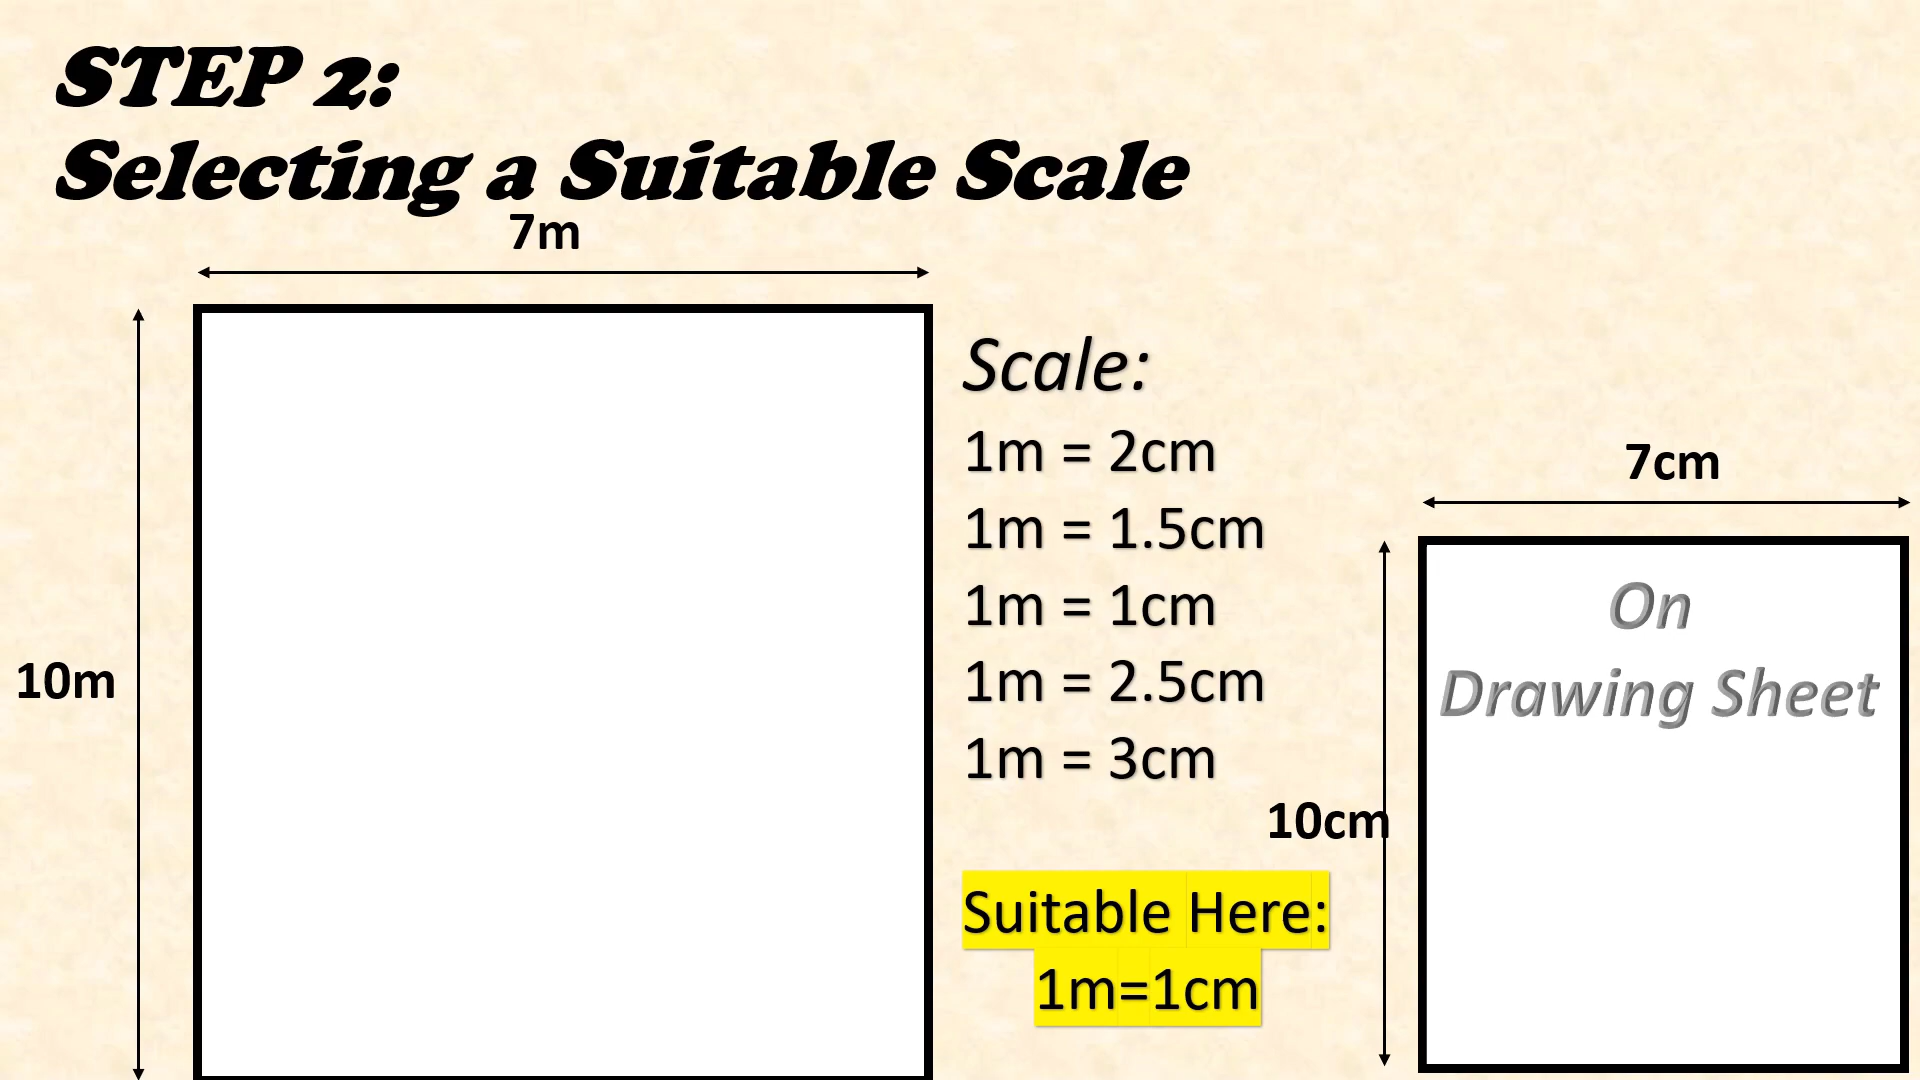 STEP 2:
Selecting a Suitable Scale
7m
10m
Scale:
1m = 2cm
1m = 1.5cm
1m = 1cm
1m = 2.5cm
1m = 3cm
Suitable Here:
1m=1cm
7cm
10cm
On
Drawing Sheet